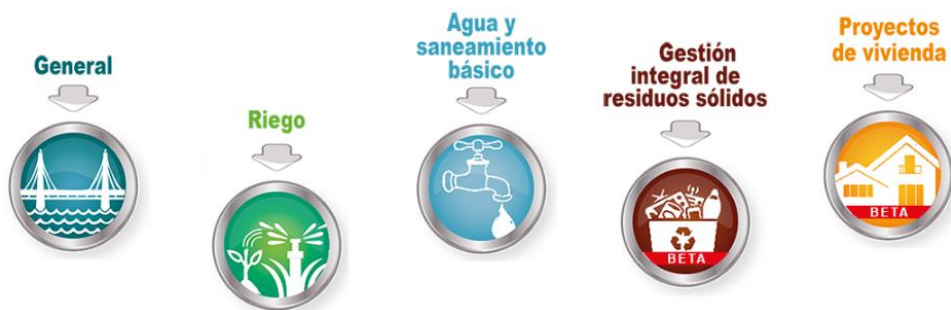 General
Riego
Agua y
saneamiento
básico
Gestión
integral de
residuos sólidos
BETA
Proyectos
de vivienda
BETA